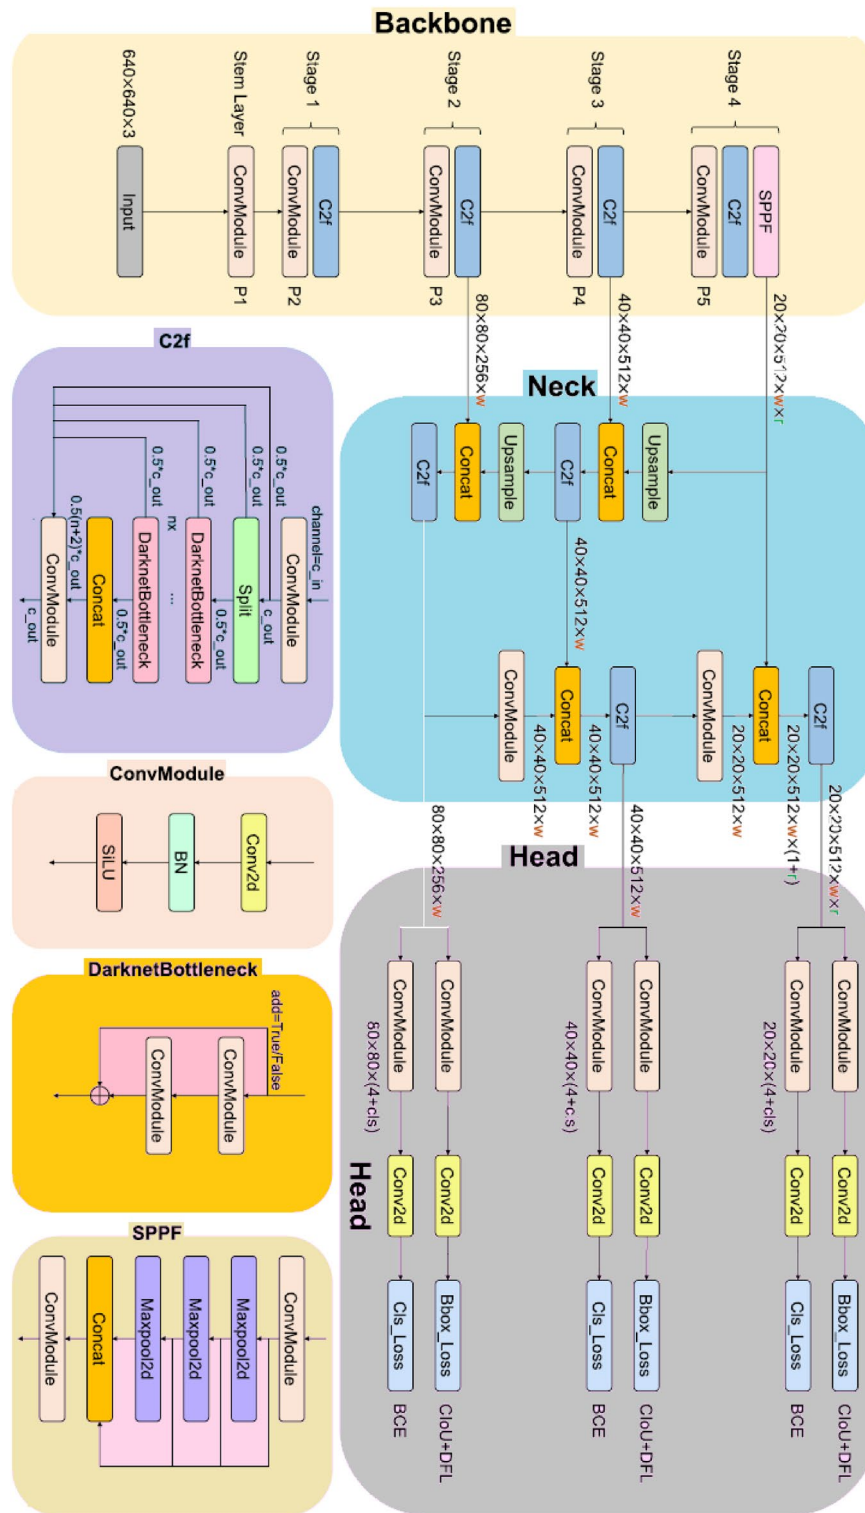 Backbone
640×640×3
Input
Stem Layer
ConvModule
P1
Stage 1
ConvModule
C2f
P2
Stage 2
ConvModule
C2f
P3
Stage 3
ConvModule
C2f
P4
Stage 4
ConvModule
C2f
SPPF
P5
80×80×256×w
40×40×512×w
20×20×512×w×r
Neck
Upsample
Concat
C2f
Upsample
Concat
C2f
40×40×512×w
ConvModule
Concat
C2f
ConvModule
Concat
C2f
40×40×512×w
40×40×512×w
20×20×512×w
20×20×512×w×(1+r)
80×80×256×w
40×40×512×w
20×20×512×w×r
Head
ConvModule
Conv2d
Bbox_Loss
CIoU+DFL
ConvModule
Conv2d
Cls_Loss
BCE
20×20×(4+cls)
ConvModule
Conv2d
Bbox_Loss
CIoU+DFL
ConvModule
Conv2d
Cls_Loss
BCE
40×40×(4+c.s)
ConvModule
Conv2d
Bbox_Loss
CIoU+DFL
ConvModule
Conv2d
Cls_Loss
BCE
80×80×(4+cls)
Head
C2f
channel=c_in
ConvModule
c_out
Split
0.5*c_out
0.5*c_out
0.5*c_out
DarknetBottleneck
0.5*c_out
nx
...
DarknetBottleneck
0.5*c_out
0.5*c_out
Concat
0.5(n+2)*c_out
ConvModule
c_out
ConvModule
Conv2d
BN
SiLU
DarknetBottleneck
add=True/False
ConvModule
ConvModule
SPPF
ConvModule
Maxpool2d
Maxpool2d
Maxpool2d
Concat
ConvModule